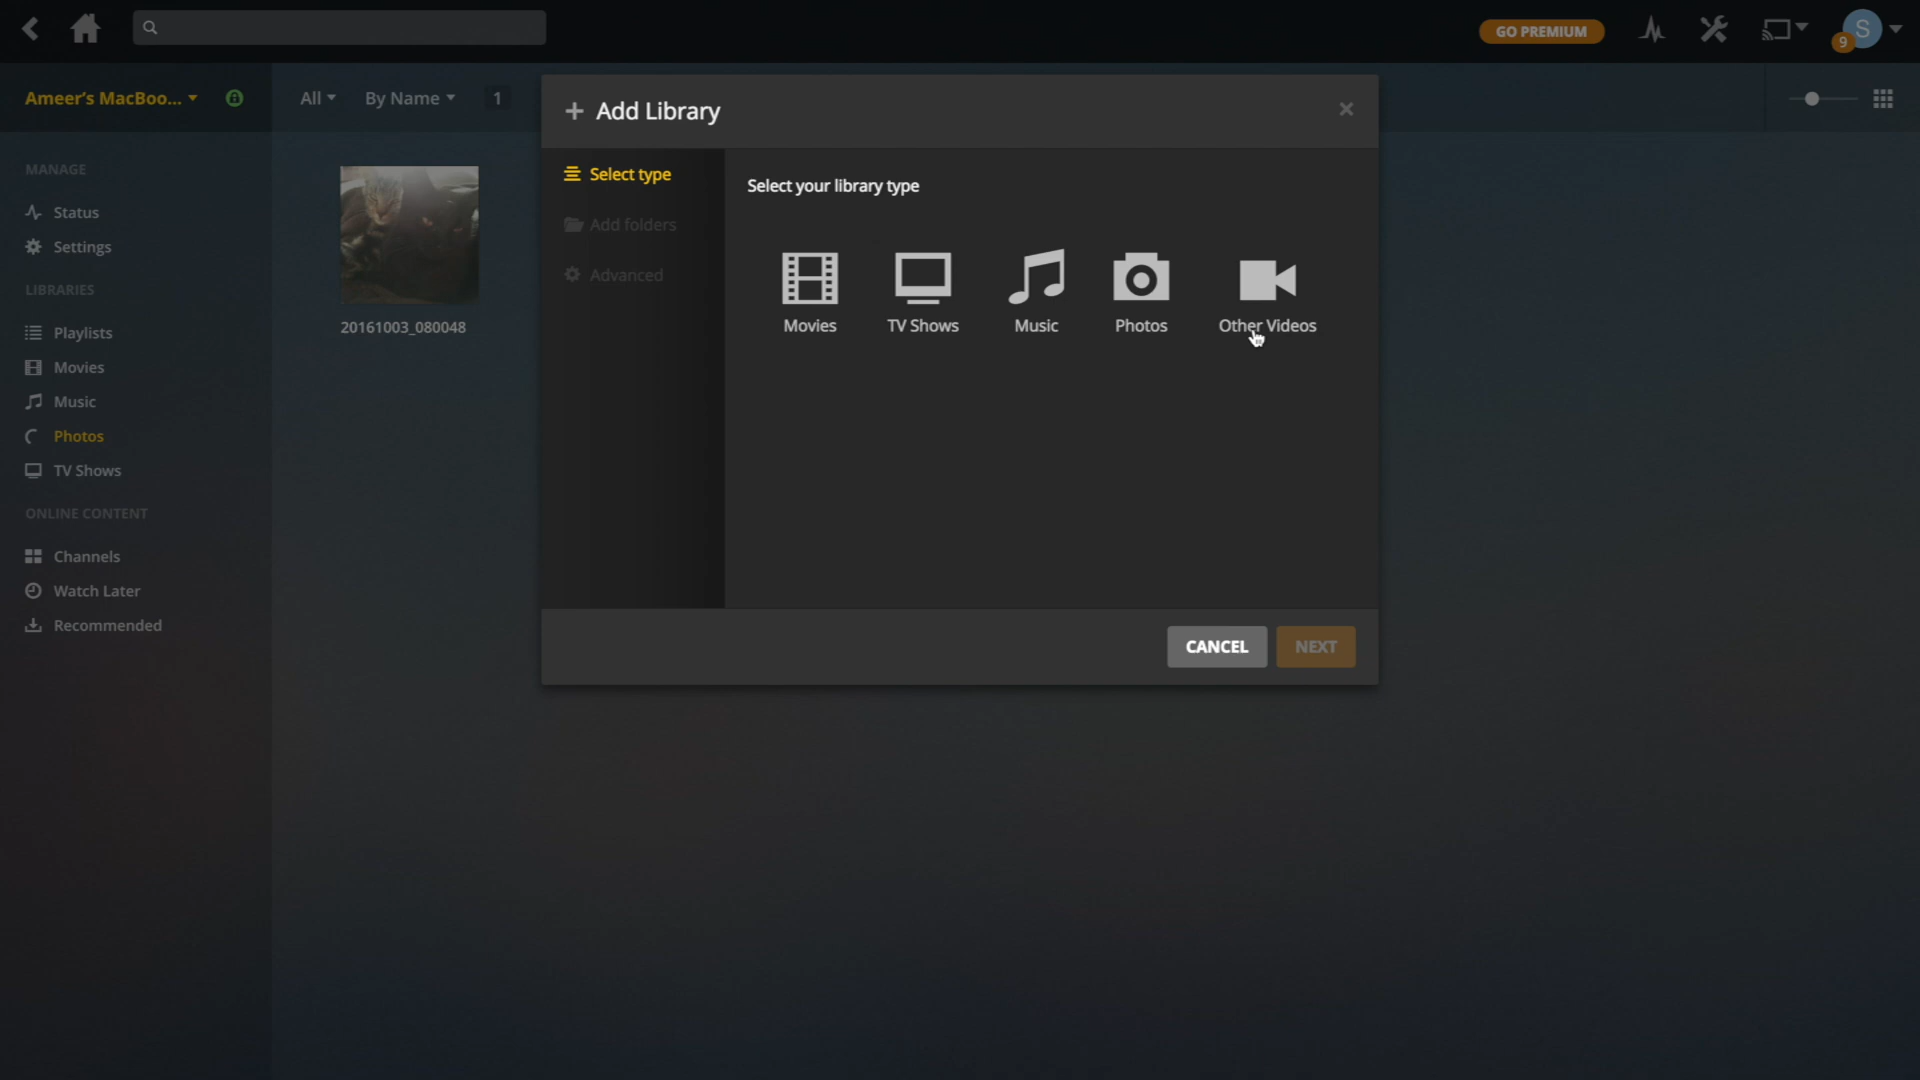 GO PREMIUM
S
9
Ameer's MacBoo...
All
By Name
1
MANAGE
Status
Settings
LIBRARIES
Playlists
Movies
Music
Photos
TV Shows
ONLINE CONTENT
Channels
Watch Later
Recommended
20161003_080048
+ Add Library
×
Select type
Add folders
Advanced
Select your library type
Movies
TV Shows
Music
Photos
Other Videos
CANCEL
NEXT